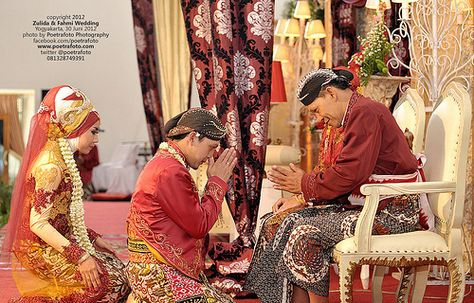 copyright 2012
Zulida & Fahmi Wedding
Yogyakarta, 30 Juni 2012
photo by Poetrafoto Photography
facebook.com/poetrafoto
www.poetrafoto.com
twitter @poetrafoto
081328749391